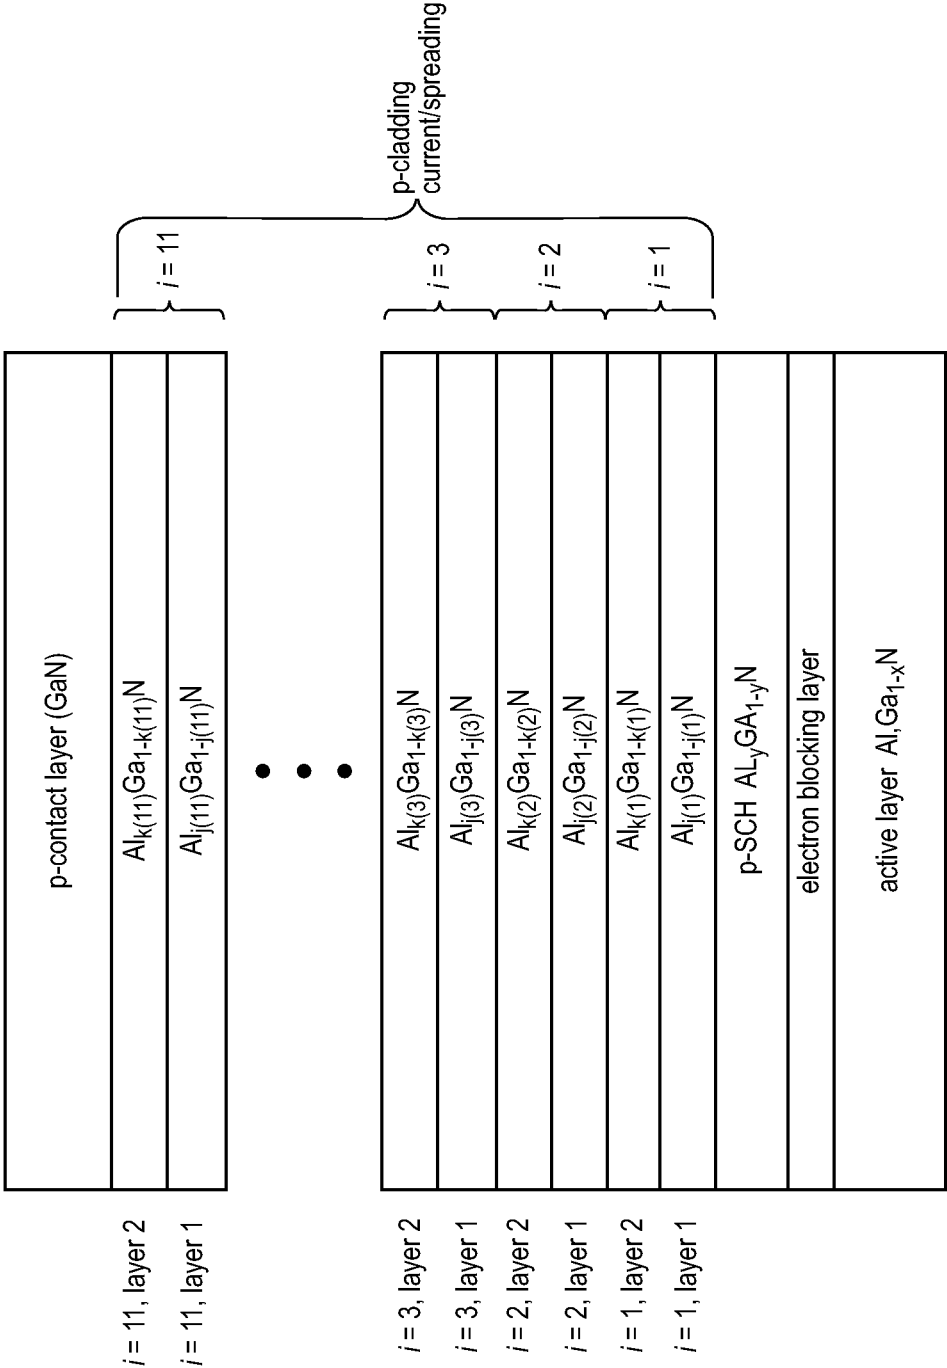 p-cladding
current/spreading
i = 11
i = 3
i = 2
i = 1
p-contact layer (GaN)
Alk(11)Ga1-k(11)N
Alj(11)Ga1-j(11)N
Alk(3)Ga1-k(3)N
Alj(3)Ga1-j(3)N
Alk(2)Ga1-k(2)N
Alj(2)Ga1-j(2)N
Alk(1)Ga1-k(1)N
Alj(1)Ga1-j(1)N
p-SCH ALyGA1-yN
electron blocking layer
active layer Al,Ga1-xN
i = 11, layer 2
i = 11, layer 1
i = 3, layer 2
i = 3, layer 1
i = 2, layer 2
i = 2, layer 1
i = 1, layer 2
i = 1, layer 1